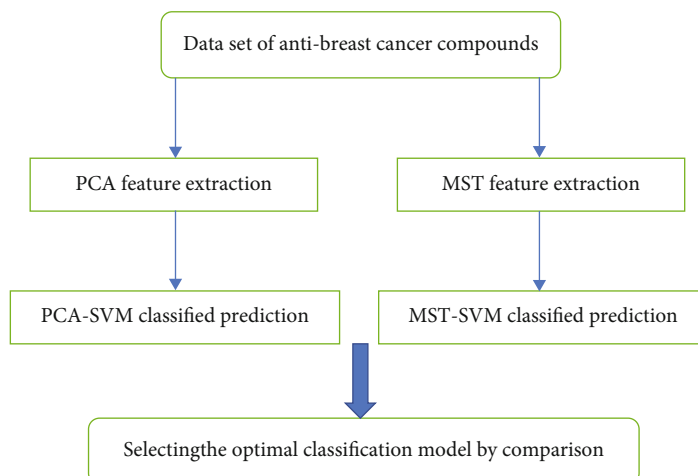 Data set of anti-breast cancer compounds
PCA feature extraction
MST feature extraction
PCA-SVM classified prediction
MST-SVM classified prediction
Selectingthe optimal classification model by comparison